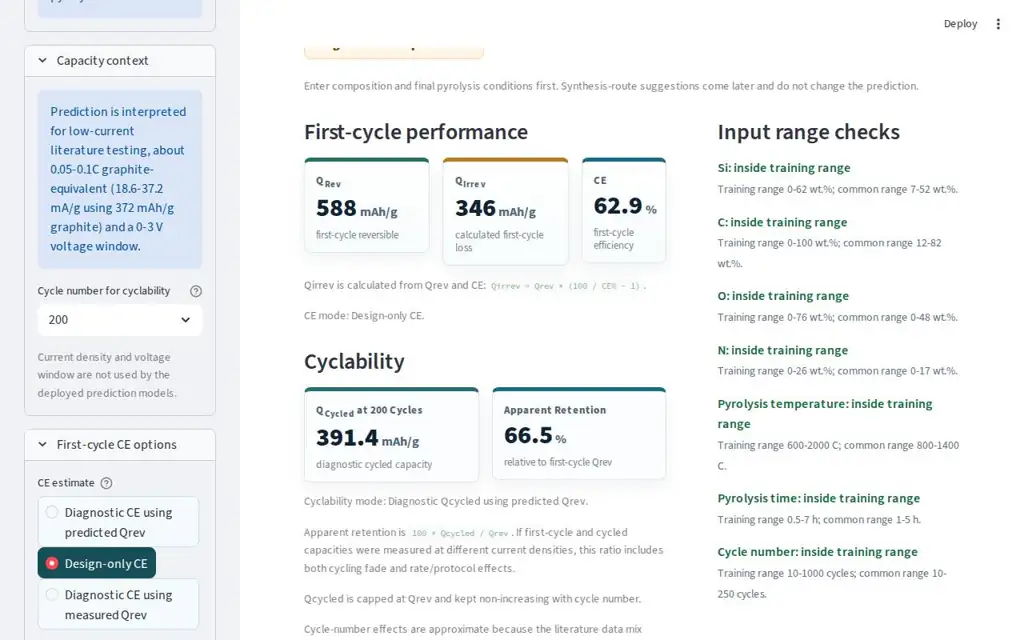 Deploy
Capacity context
Prediction is interpreted
for low-current
literature testing, about
0.05-0.1C graphite-
equivalent (18.6-37.2
mA/g using 372 mAh/g
graphite) and a 0-3 V
voltage window.
Cycle number for cyclability
200
Current density and voltage
window are not used by the
deployed prediction models.
First-cycle CE options
CE estimate
Diagnostic CE using
predicted Qrev
Design-only CE
Diagnostic CE using
measured Qrev
Enter composition and final pyrolysis conditions first. Synthesis-route suggestions come later and do not change the prediction.
First-cycle performance
QRev
588 mAh/g
first-cycle reversible
QIrrev
346 mAh/g
calculated first-cycle
loss
CE
62.9 %
first-cycle
efficiency
Qirrev is calculated from Qrev and CE: Qirrev = Qrev * (100 / CE% - 1) .
CE mode: Design-only CE.
Cyclability
QCycled at 200 Cycles
391.4 mAh/g
diagnostic cycled capacity
Apparent Retention
66.5 %
relative to first-cycle Qrev
Cyclability mode: Diagnostic Qcycled using predicted Qrev.
Apparent retention is 100 * Qcycled / Qrev . If first-cycle and cycled
capacities were measured at different current densities, this ratio includes
both cycling fade and rate/protocol effects.
Qcycled is capped at Qrev and kept non-increasing with cycle number.
Cycle-number effects are approximate because the literature data mix
Input range checks
Si: inside training range
Training range 0-62 wt.%; common range 7-52 wt.%.
C: inside training range
Training range 0-100 wt.%; common range 12-82
wt.%.
O: inside training range
Training range 0-76 wt.%; common range 0-48 wt.%.
N: inside training range
Training range 0-26 wt.%; common range 0-17 wt.%.
Pyrolysis temperature: inside training
range
Training range 600-2000 C; common range 800-1400
C.
Pyrolysis time: inside training range
Training range 0.5-7 h; common range 1-5 h.
Cycle number: inside training range
Training range 10-1000 cycles; common range 10-
250 cycles.